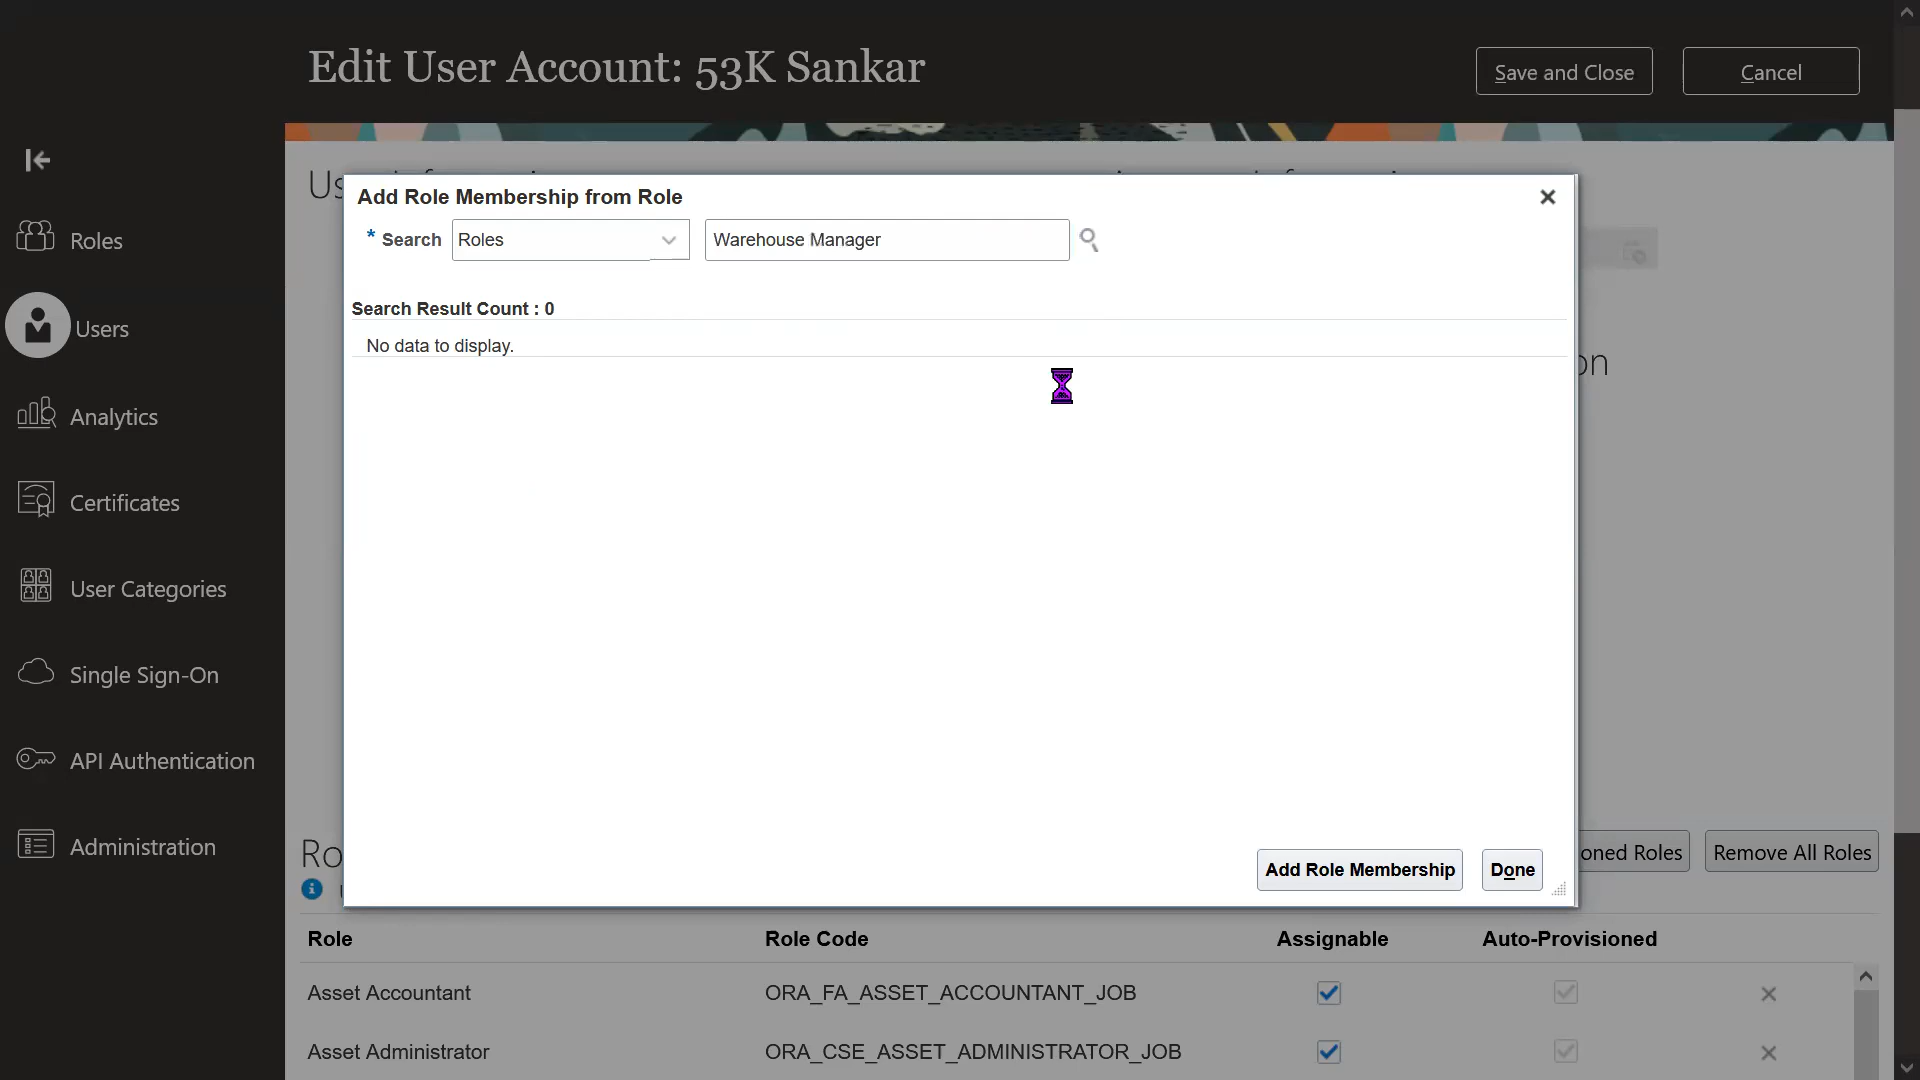 Edit User Account: 53K Sankar
Save and Close
Cancel
Roles
Users
Analytics
Certificates
User Categories
Single Sign-On
API Authentication
Administration
Add Role Membership from Role
* Search Roles Warehouse Manager
Search Result Count : 0
No data to display.
Add Role Membership
Done
Ro
oned Roles
Remove All Roles
Role Role Code Assignable Auto-Provisioned
Asset Accountant ORA_FA_ASSET_ACCOUNTANT_JOB
Asset Administrator ORA_CSE_ASSET_ADMINISTRATOR_JOB